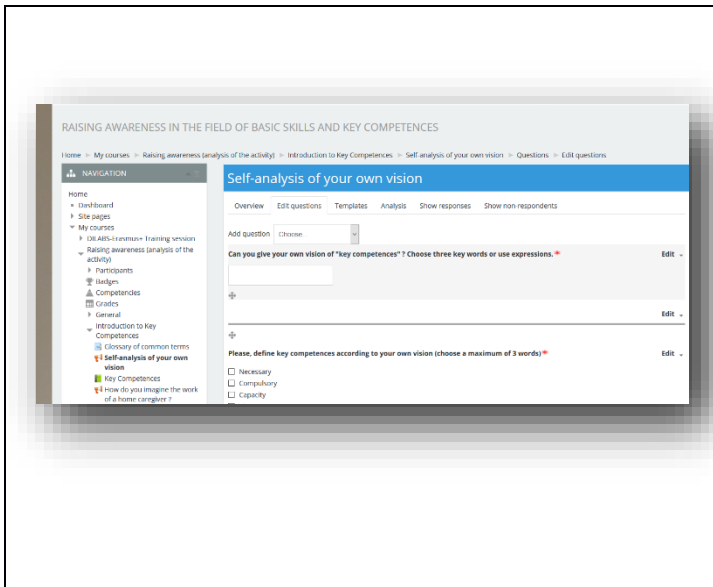 RAISING AWARENESS IN THE FIELD OF BASIC SKILLS AND KEY COMPETENCES
Home ► My courses ► Raising awareness (analysis of the activity) ► Introduction to Key Competences ► Self-analysis of your own vision ► Questions ► Edit questions
NAVIGATION
Home
Dashboard
Site pages
My courses
DILABS-Erasmus+ Training session
Raising awareness (analysis of the
activity)
Participants
Badges
Competencies
Grades
General
Introduction to Key
Competences
Glossary of common terms
Self-analysis of your own
vision
Key Competences
How do you imagine the work
of a home caregiver ?
Self-analysis of your own vision
Overview Edit questions Templates Analysis Show responses Show non-respondents
Add question Choose...
Can you give your own vision of "key competences" ? Choose three key words or use expressions.* Edit
Edit
Please, define key competences according to your own vision (choose a maximum of 3 words)* Edit
Necessary
Compulsory
Capacity